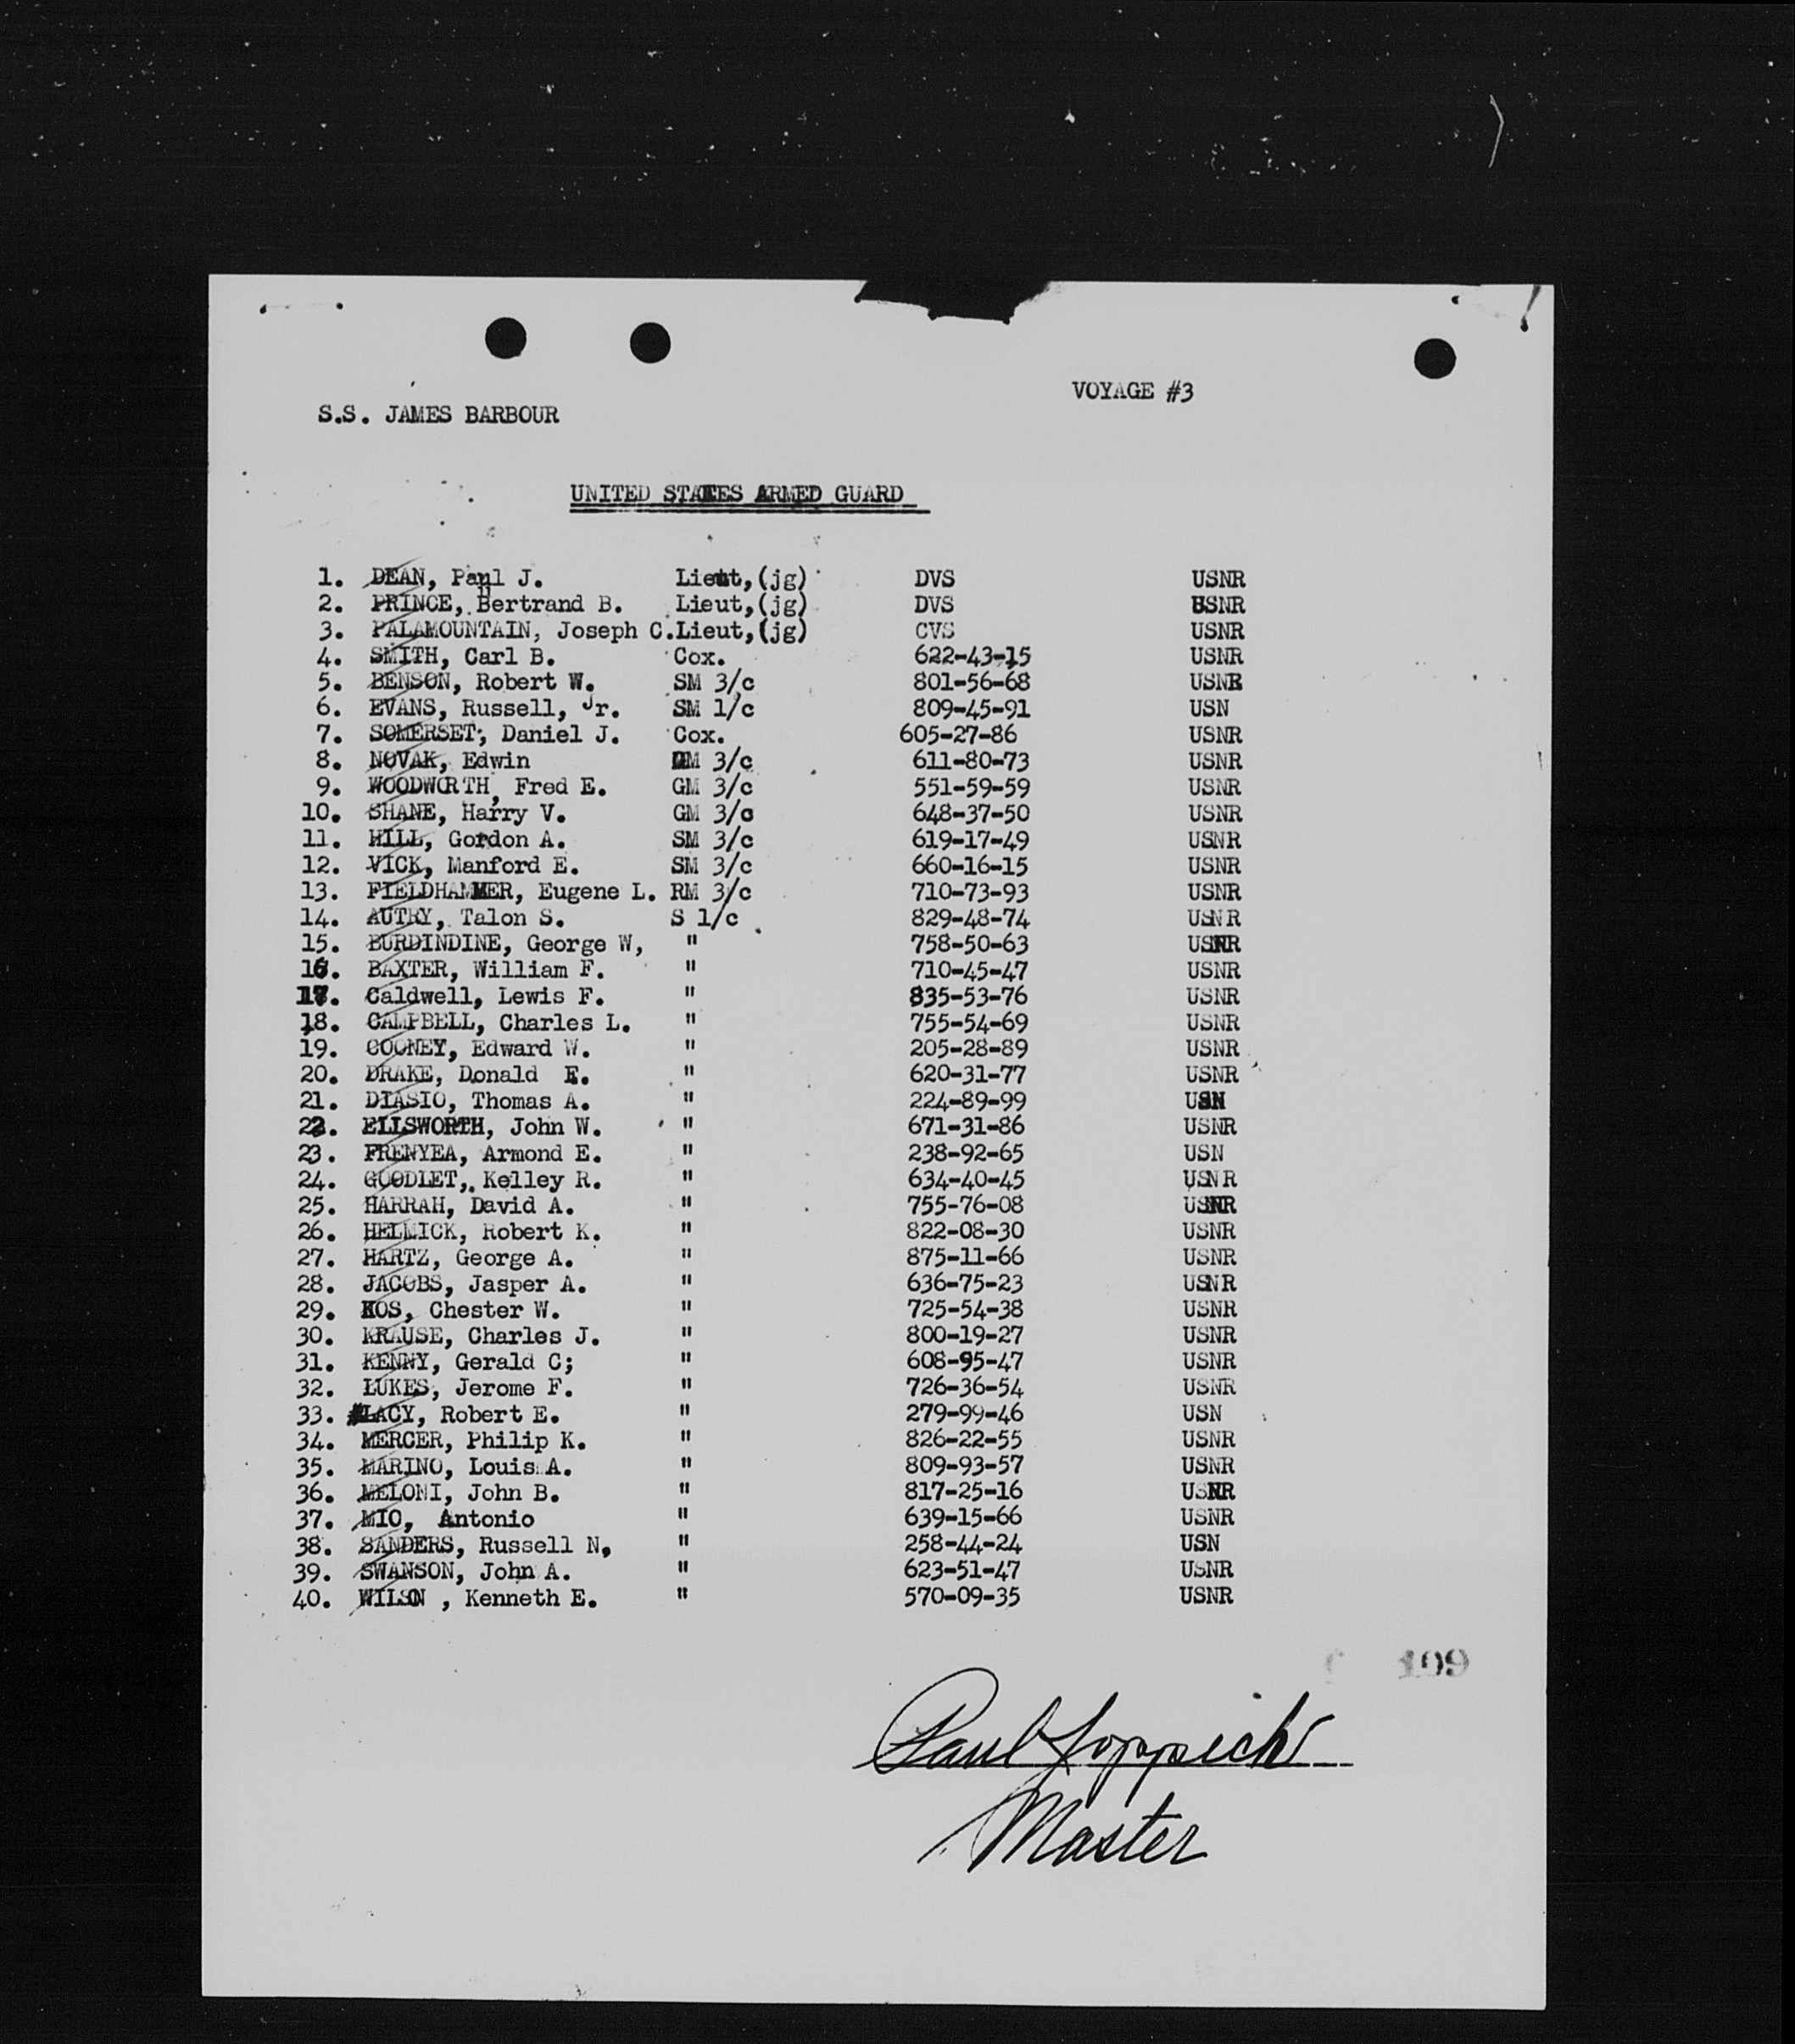 VOYAGE #3
S.S. JAMES BARBOUR
UNITED STATES ARMED GUARD
1. DEAN, Paul J. Lieut,(jg) DVS USNR
2. PRINCE, Bertrand B. Lieut,(jg) DVS USNR
3. PALAMOUNTAIN, Joseph C. Lieut,(jg) CVS USNR
4. SMITH, Carl B. Cox. 622-43-15 USNR
5. BENSON, Robert W. SM 3/c 801-56-68 USNR
6. EVANS, Russell, Jr. SM 1/c 809-45-91 USN
7. SOMERSET; Daniel J. Cox. 605-27-86 USNR
8. NOVAK, Edwin GM 3/c 611-80-73 USNR
9. WOODWORTH, Fred E. GM 3/c 551-59-59 USNR
10. SHANE, Harry V. GM 3/c 648-37-50 USNR
11. HILL, Gordon A. SM 3/c 619-17-49 USNR
12. VICK, Manford E. SM 3/c 660-16-15 USNR
13. FIELDHAMMER, Eugene L. RM 3/c 710-73-93 USNR
14. AUTRY, Talon S. S 1/c 829-48-74 USNR
15. BURDINDINE, George W, " 758-50-63 USNR
16. BAXTER, William F. " 710-45-47 USNR
17. Caldwell, Lewis F. " 835-53-76 USNR
18. CAMPBELL, Charles L. " 755-54-69 USNR
19. COONEY, Edward W. " 205-28-89 USNR
20. DRAKE, Donald E. " 620-31-77 USNR
21. DIASIO, Thomas A. " 224-89-99 USN
22. ELLSWORTH, John W. " 671-31-86 USNR
23. FRENYEA, Armond E. " 238-92-65 USN
24. GOODLET, Kelley R. " 634-40-45 USNR
25. HARRAH, David A. " 755-76-08 USNR
26. HELMICK, Robert K. " 822-08-30 USNR
27. HARTZ, George A. " 875-11-66 USNR
28. JACOBS, Jasper A. " 636-75-23 USNR
29. KOS, Chester W. " 725-54-38 USNR
30. KRAUSE, Charles J. " 800-19-27 USNR
31. KENNY, Gerald C; " 608-95-47 USNR
32. LUKES, Jerome F. " 726-36-54 USNR
33. LACY, Robert E. " 279-99-46 USN
34. MERCER, Philip K. " 826-22-55 USNR
35. MARINO, Louis A. " 809-93-57 USNR
36. MELONI, John B. " 817-25-16 USNR
37. MIO, Antonio " 639-15-66 USNR
38. SANDERS, Russell N, " 258-44-24 USN
39. SWANSON, John A. " 623-51-47 USNR
40. WILSON , Kenneth E. " 570-09-35 USNR
Paul
Master